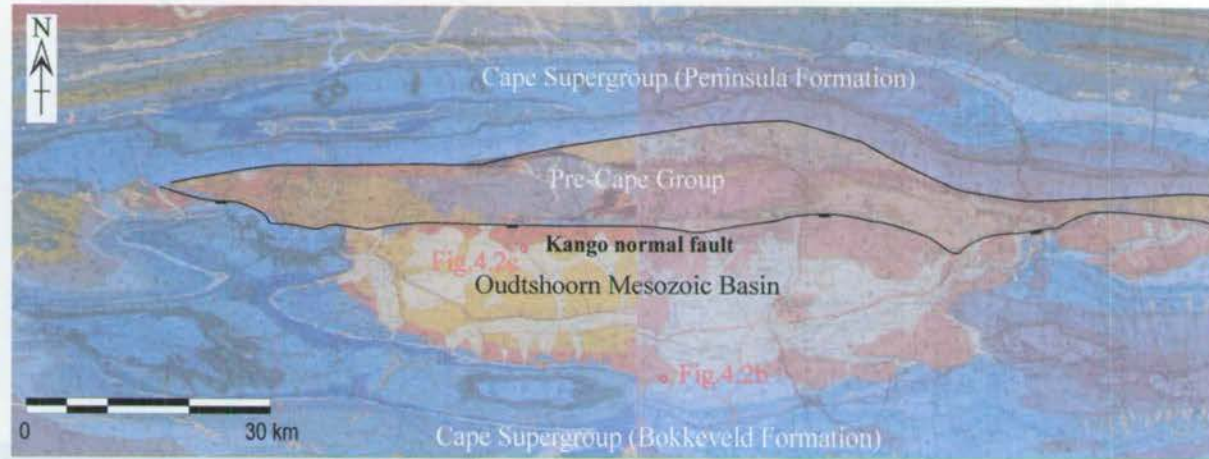 N
Cape Supergroup (Peninsula Formation)
Pre-Cape Group
Kango normal fault
Fig.4.2a
Oudtshoorn Mesozoic Basin
Fig.4.2b
0 30 km
Cape Supergroup (Bokkeveld Formation)